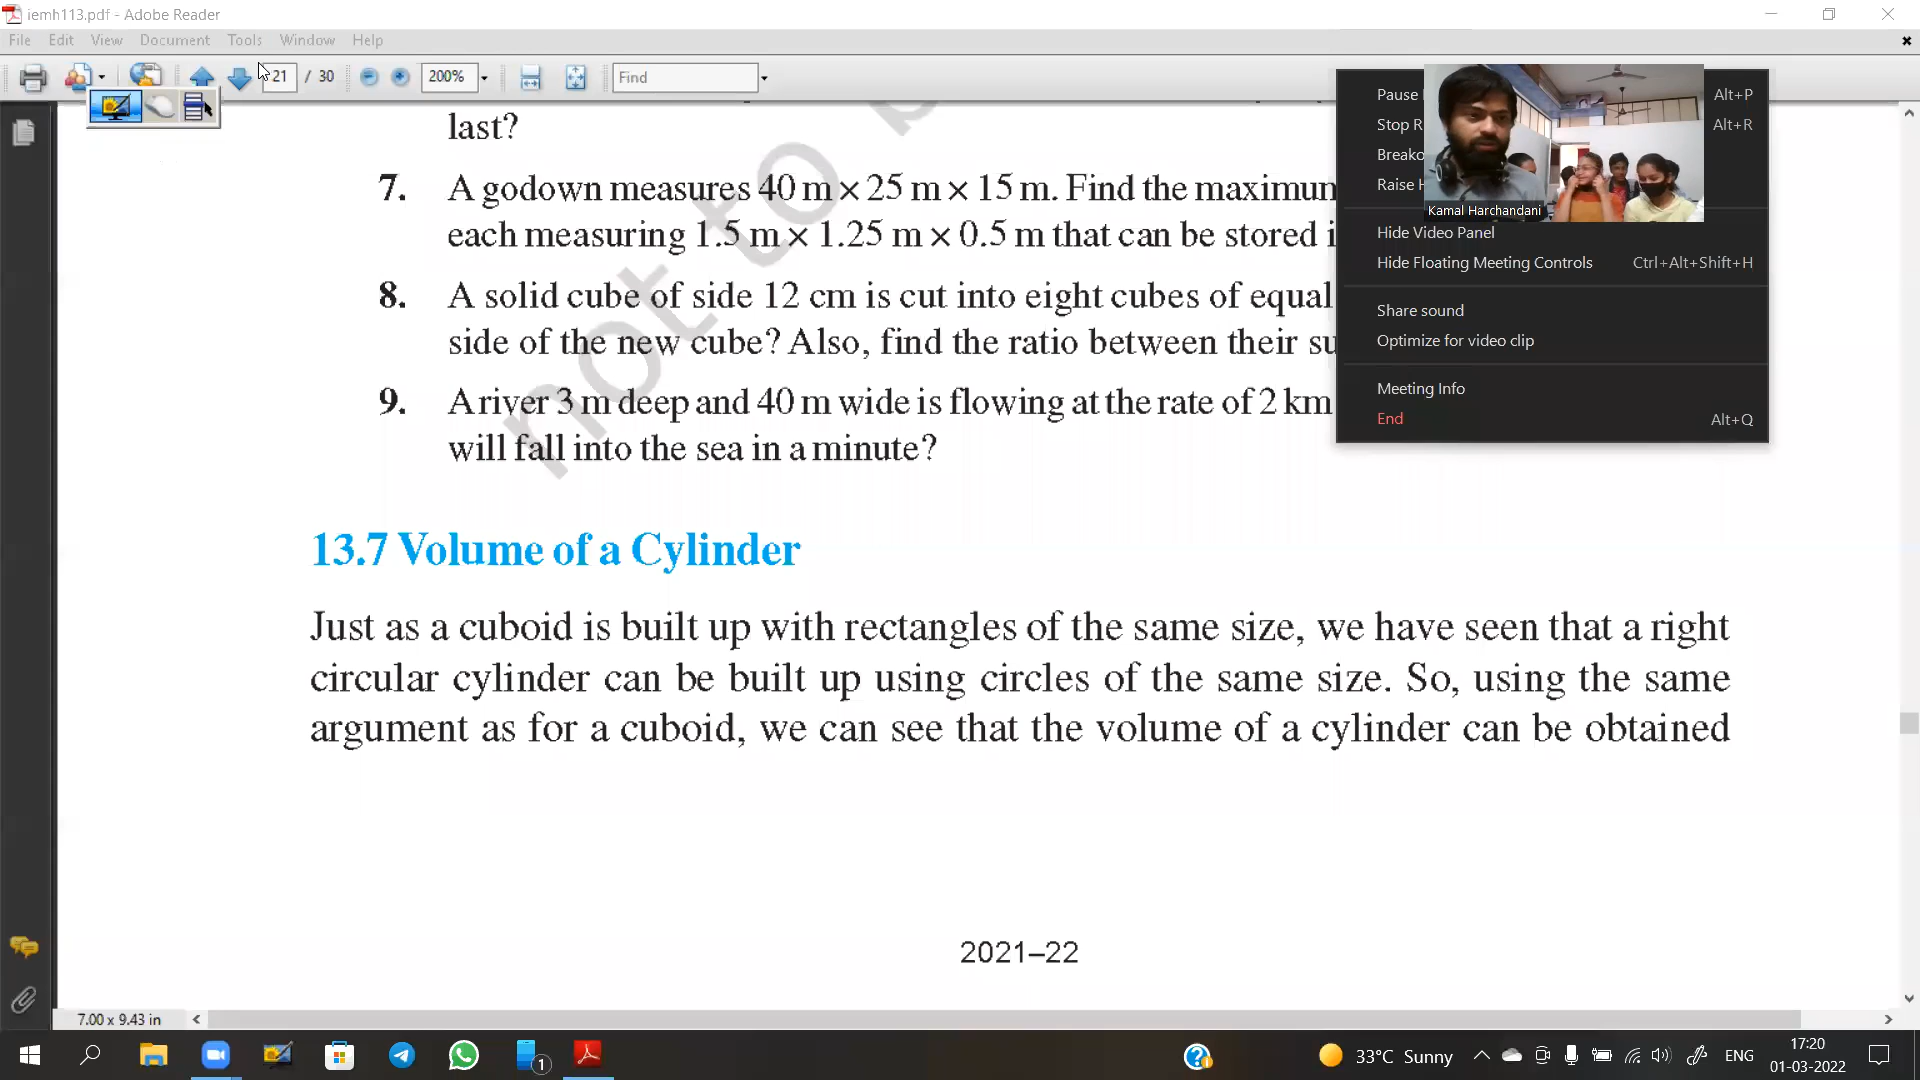 iemh113.pdf - Adobe Reader
File Edit View Document Tools Window Help
21 / 30 200% Find
last?
7. A godown measures 40 m × 25 m × 15 m. Find the
each measuring 1.5 m × 1.25 m × 0.5 m that can be stored
8. A solid cube of side 12 cm is cut into eight cubes of equal
side of the new cube? Also, find the ratio between their
9. A river 3 m deep and 40 m wide is flowing at the rate of 2 km
will fall into the sea in a minute?
not to b
Pause Alt+P
Stop R Alt+R
Breako
Raise H
Kamal Harchandani
Hide Video Panel
Hide Floating Meeting Controls Ctrl+Alt+Shift+H
Share sound
Optimize for video clip
Meeting Info
End Alt+Q
13.7 Volume of a Cylinder
Just as a cuboid is built up with rectangles of the same size, we have seen that a right
circular cylinder can be built up using circles of the same size. So, using the same
argument as for a cuboid, we can see that the volume of a cylinder can be obtained
2021–22
7.00 x 9.43 in
1
33°C Sunny ENG 17:20
01-03-2022